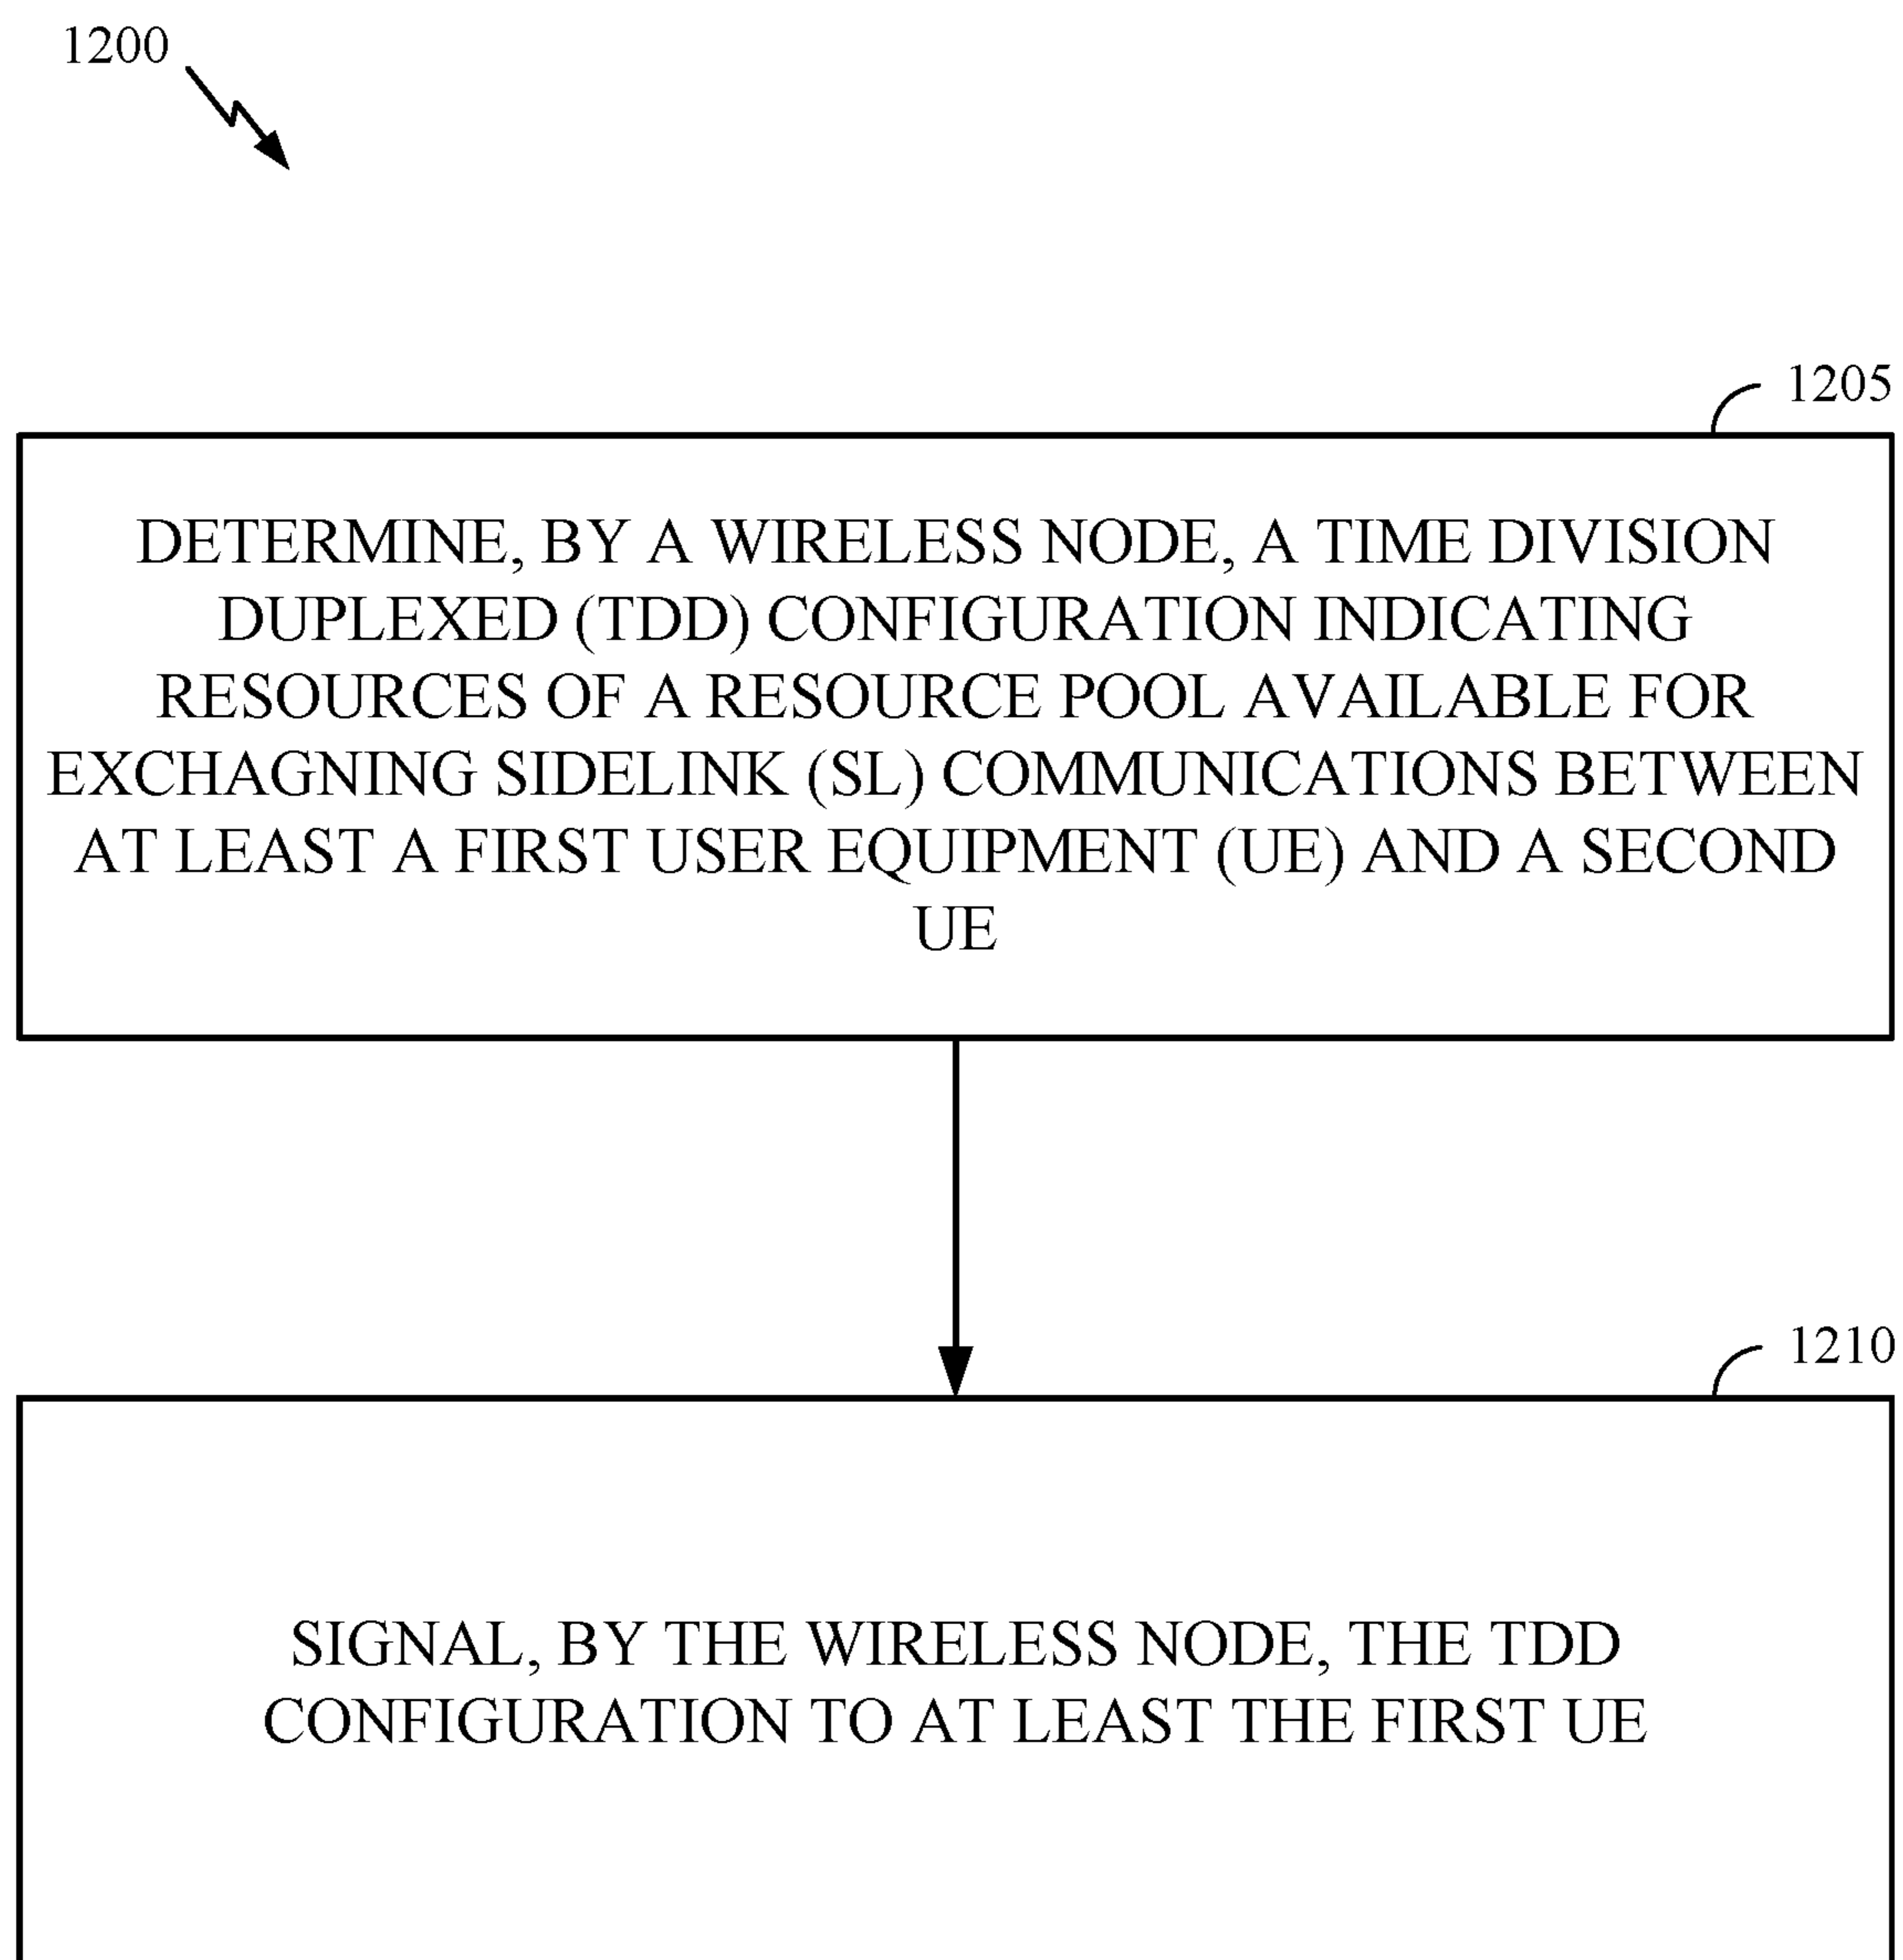 1200
1205
DETERMINE, BY A WIRELESS NODE, A TIME DIVISION
DUPLEXED (TDD) CONFIGURATION INDICATING
RESOURCES OF A RESOURCE POOL AVAILABLE FOR
EXCHAGNING SIDELINK (SL) COMMUNICATIONS BETWEEN
AT LEAST A FIRST USER EQUIPMENT (UE) AND A SECOND
UE
1210
SIGNAL, BY THE WIRELESS NODE, THE TDD
CONFIGURATION TO AT LEAST THE FIRST UE